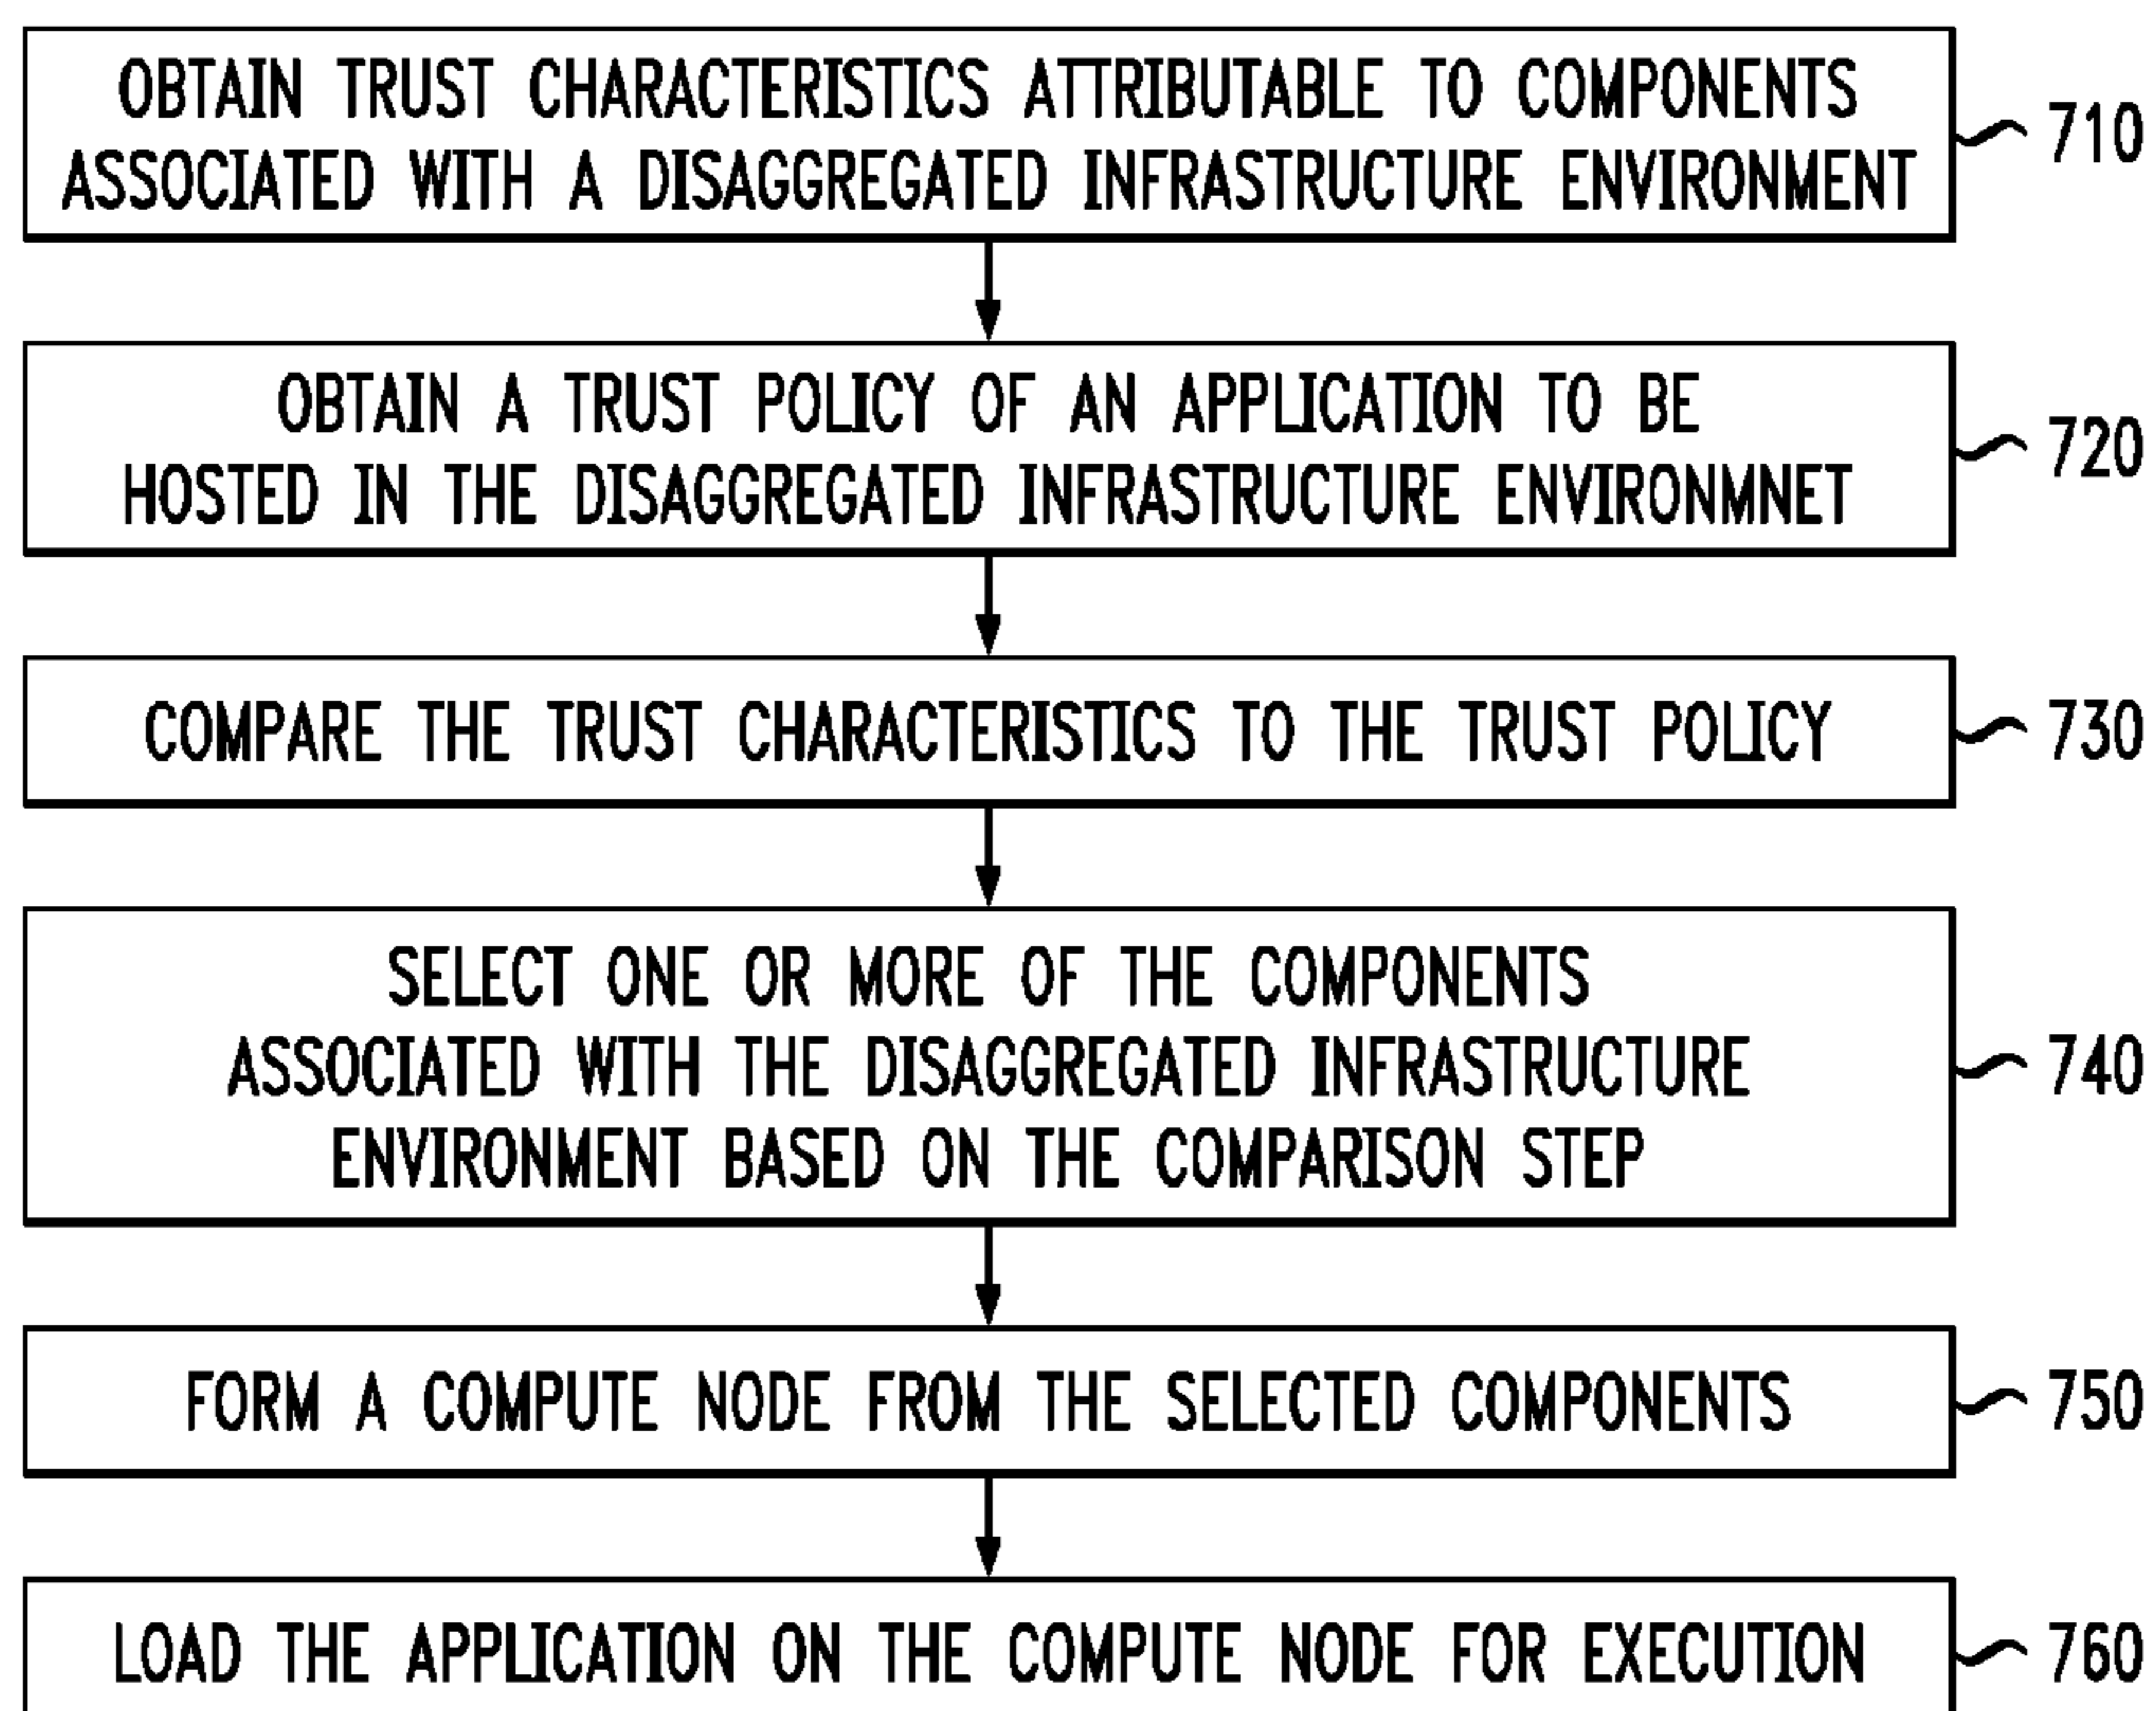 OBTAIN TRUST CHARACTERISTICS ATTRIBUTABLE TO COMPONENTS
ASSOCIATED WITH A DISAGGREGATED INFRASTRUCTURE ENVIRONMENT
710
OBTAIN A TRUST POLICY OF AN APPLICATION TO BE
HOSTED IN THE DISAGGREGATED INFRASTRUCTURE ENVIRONMNET
720
COMPARE THE TRUST CHARACTERISTICS TO THE TRUST POLICY
730
SELECT ONE OR MORE OF THE COMPONENTS
ASSOCIATED WITH THE DISAGGREGATED INFRASTRUCTURE
ENVIRONMENT BASED ON THE COMPARISON STEP
740
FORM A COMPUTE NODE FROM THE SELECTED COMPONENTS
750
LOAD THE APPLICATION ON THE COMPUTE NODE FOR EXECUTION
760